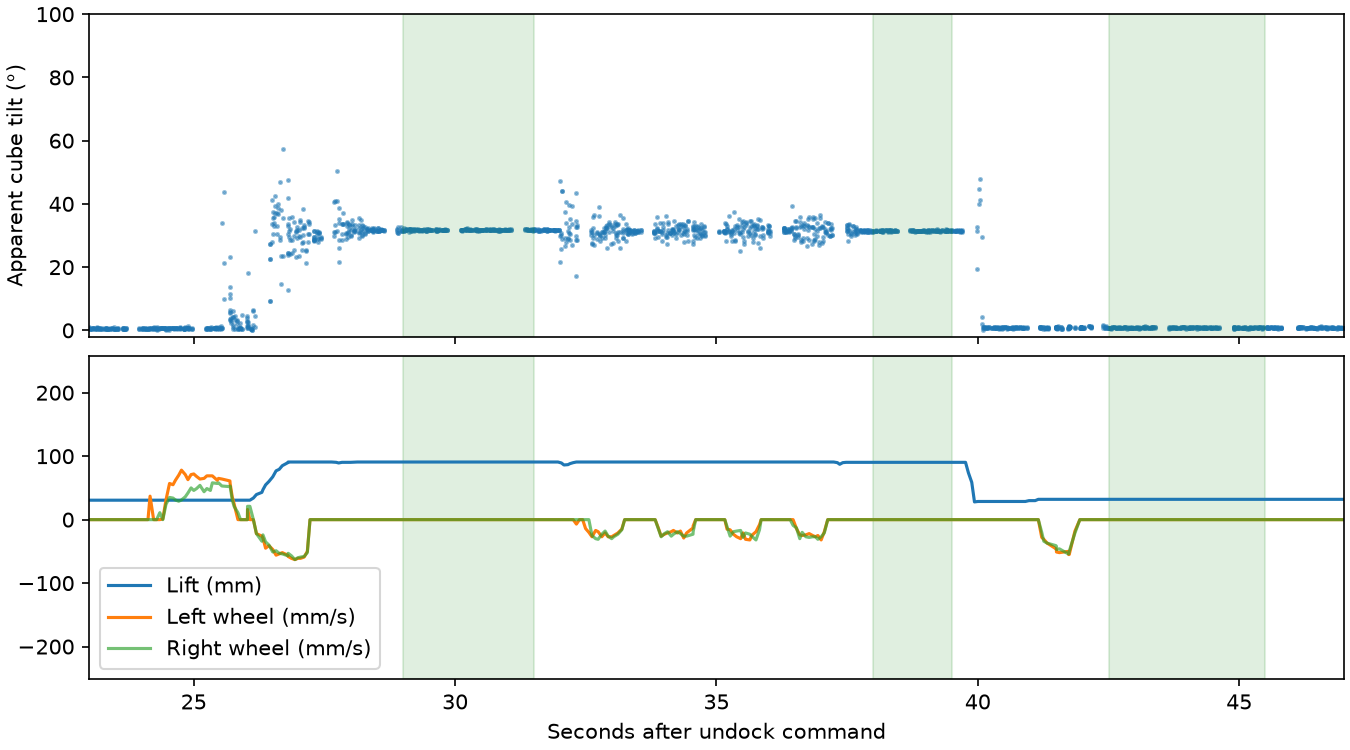 100
80
60
40
20
0
Apparent cube tilt (°)
200
100
0
−100
−200
Lift (mm)
Left wheel (mm/s)
Right wheel (mm/s)
25 30 35 40 45
Seconds after undock command